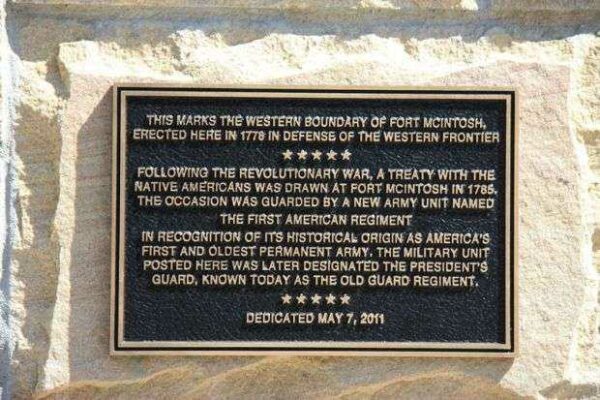 THIS MARKS THE WESTERN BOUNDARY OF FORT MCINTOSH,
ERECTED HERE IN 1778 IN DEFENSE OF THE WESTERN FRONTIER
★★★★★
FOLLOWING THE REVOLUTIONARY WAR, A TREATY WITH THE
NATIVE AMERICANS WAS DRAWN AT FORT MCINTOSH IN 1785.
THE OCCASION WAS GUARDED BY A NEW ARMY UNIT NAMED
THE FIRST AMERICAN REGIMENT
IN RECOGNITION OF ITS HISTORICAL ORIGIN AS AMERICA'S
FIRST AND OLDEST PERMANENT ARMY. THE MILITARY UNIT
POSTED HERE WAS LATER DESIGNATED THE PRESIDENT'S
GUARD, KNOWN TODAY AS THE OLD GUARD REGIMENT.
★★★★★
DEDICATED MAY 7, 2011